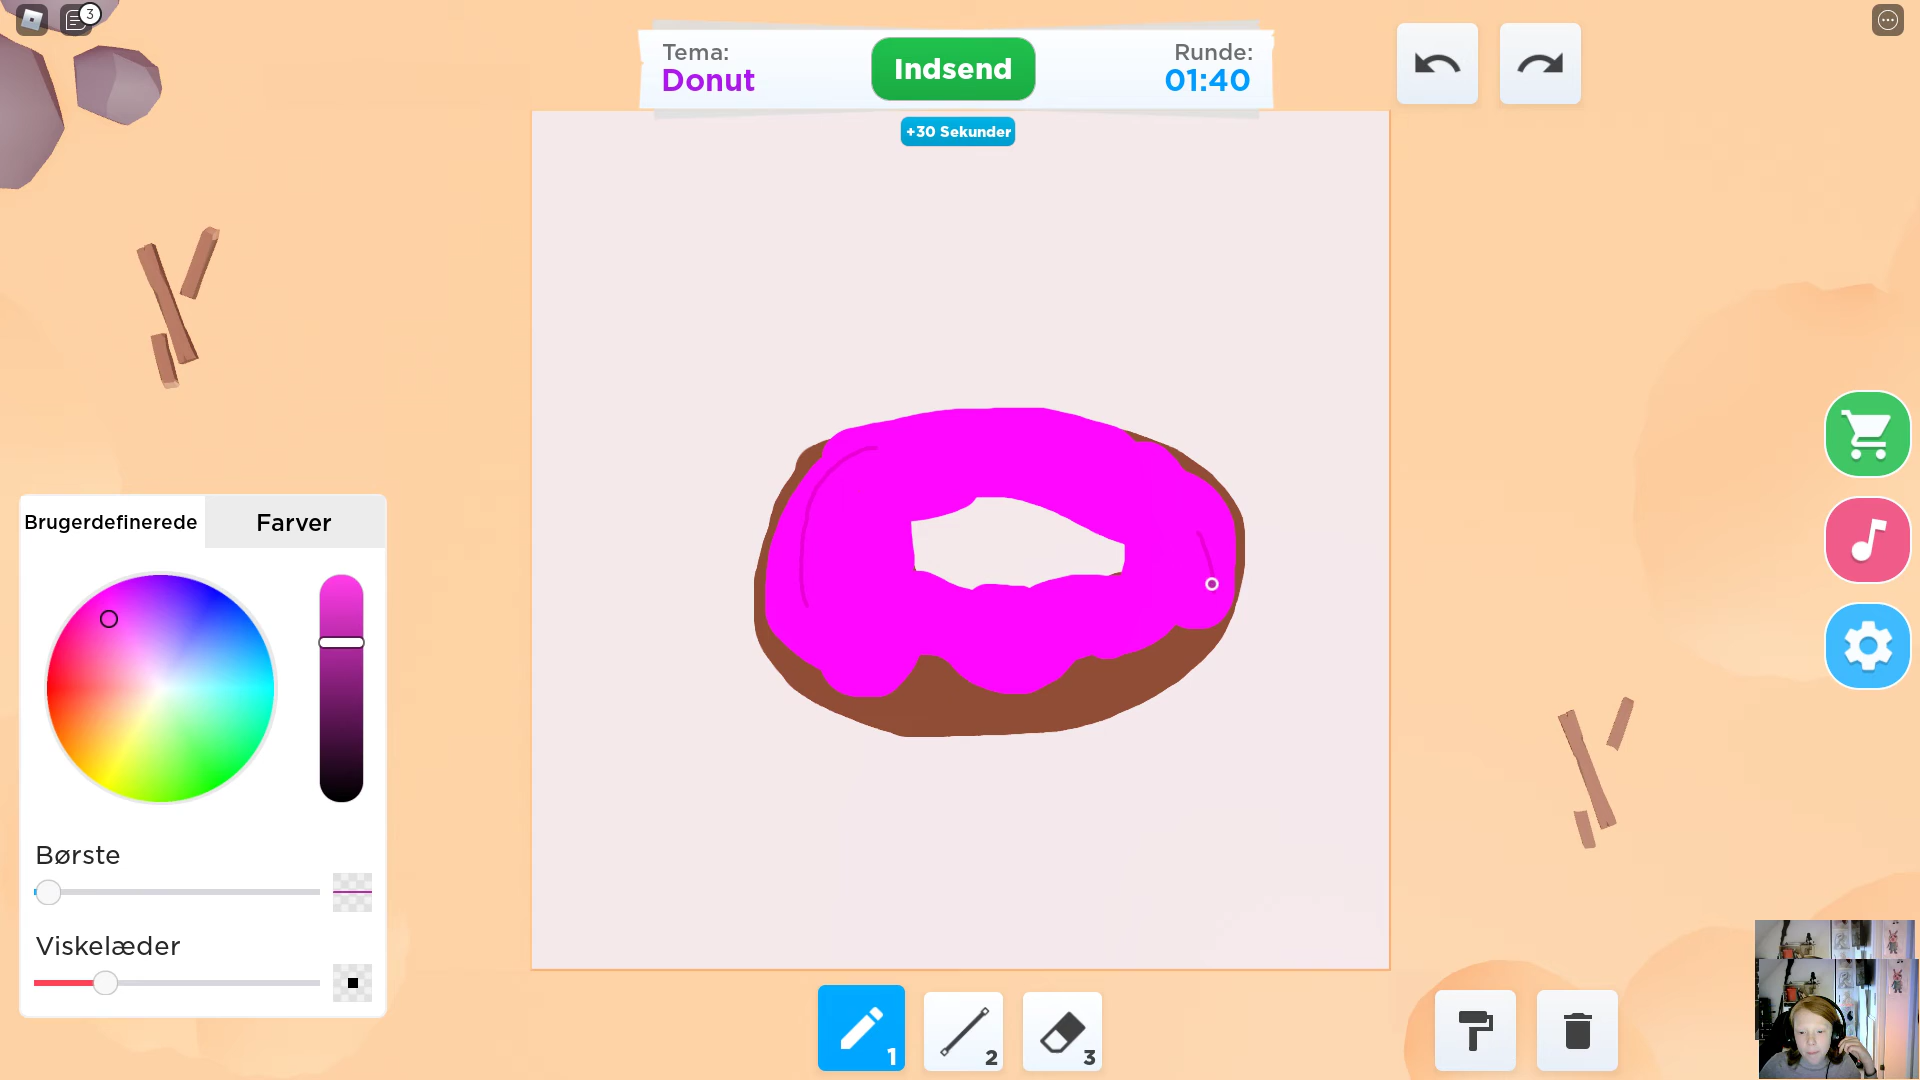 3
Tema:
Donut
Indsend
Runde:
01:40
+30 Sekunder
Brugerdefinerede
Farver
Børste
Viskelæder
1
2
3